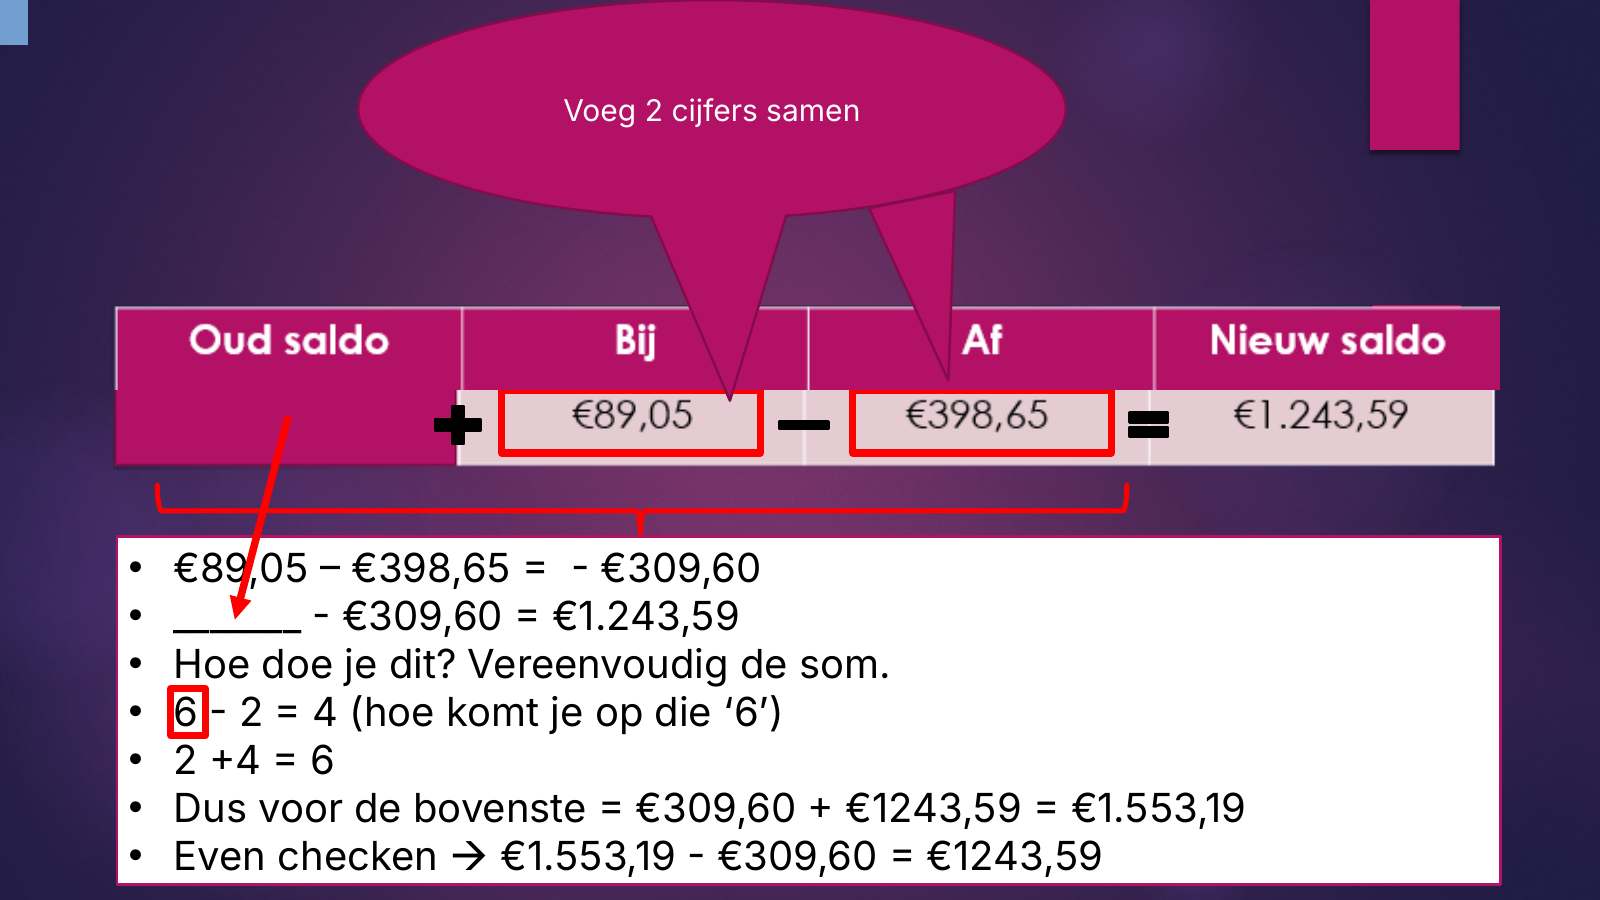 Voeg 2 cijfers samen
Oud saldo Bij Af Nieuw saldo
+ €89,05 – €398,65 = €1.243,59
• €89,05 – €398,65 = - €309,60
• _______ - €309,60 = €1.243,59
• Hoe doe je dit? Vereenvoudig de som.
• 6 - 2 = 4 (hoe komt je op die ‘6’)
• 2 +4 = 6
• Dus voor de bovenste = €309,60 + €1243,59 = €1.553,19
• Even checken → €1.553,19 - €309,60 = €1243,59